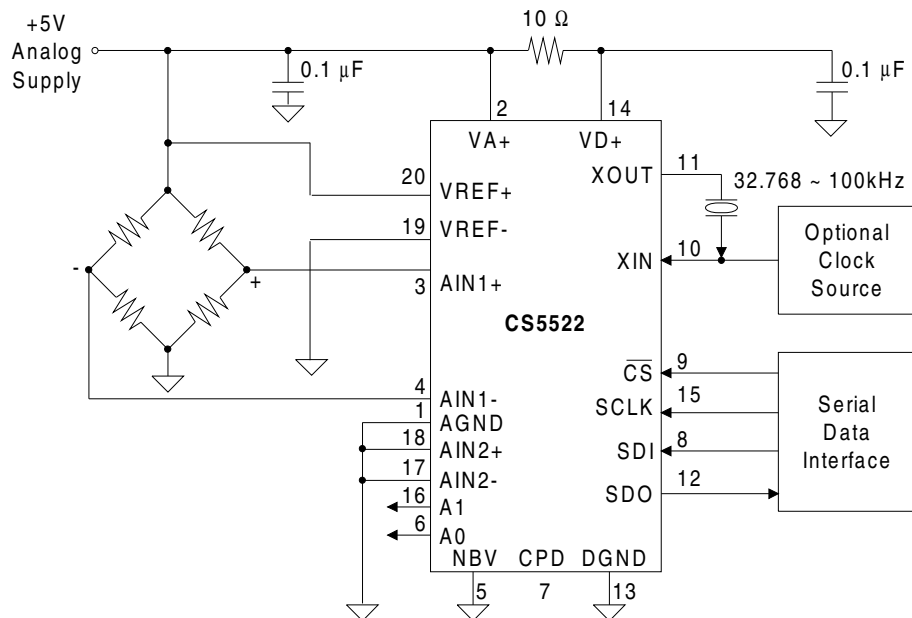 +5V
Analog
Supply
10 Ω
0.1 µF
0.1 µF
2
14
VA+
VD+
20
VREF+
19
VREF-
3
AIN1+
-
+
CS5522
XOUT
11
32.768 ~ 100kHz
XIN
10
Optional
Clock
Source
4
AIN1-
1
AGND
18
AIN2+
17
AIN2-
16
A1
6
A0
CS
9
SCLK
15
SDI
8
SDO
12
Serial
Data
Interface
NBV
CPD
DGND
5
7
13